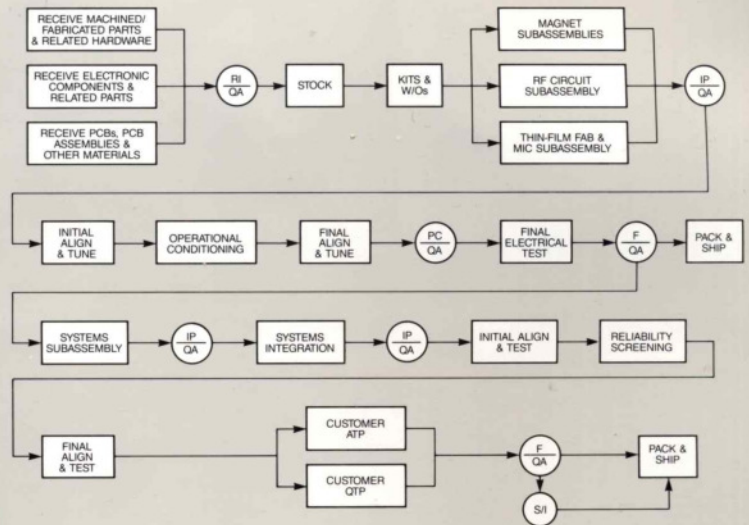 RECEIVE MACHINED/
FABRICATED PARTS
& RELATED HARDWARE
RECEIVE ELECTRONIC
COMPONENTS &
RELATED PARTS
RECEIVE PCBs, PCB
ASSEMBLIES &
OTHER MATERIALS
RI
QA
STOCK
KITS &
W/Os
MAGNET
SUBASSEMBLIES
RF CIRCUIT
SUBASSEMBLY
THIN-FILM FAB &
MIC SUBASSEMBLY
IP
QA
INITIAL
ALIGN
& TUNE
OPERATIONAL
CONDITIONING
FINAL
ALIGN
& TUNE
PC
QA
FINAL
ELECTRICAL
TEST
F
QA
PACK &
SHIP
SYSTEMS
SUBASSEMBLY
IP
QA
SYSTEMS
INTEGRATION
IP
QA
INITIAL ALIGN
& TEST
RELIABILITY
SCREENING
FINAL
ALIGN
& TEST
CUSTOMER
ATP
CUSTOMER
QTP
F
QA
S/I
PACK &
SHIP